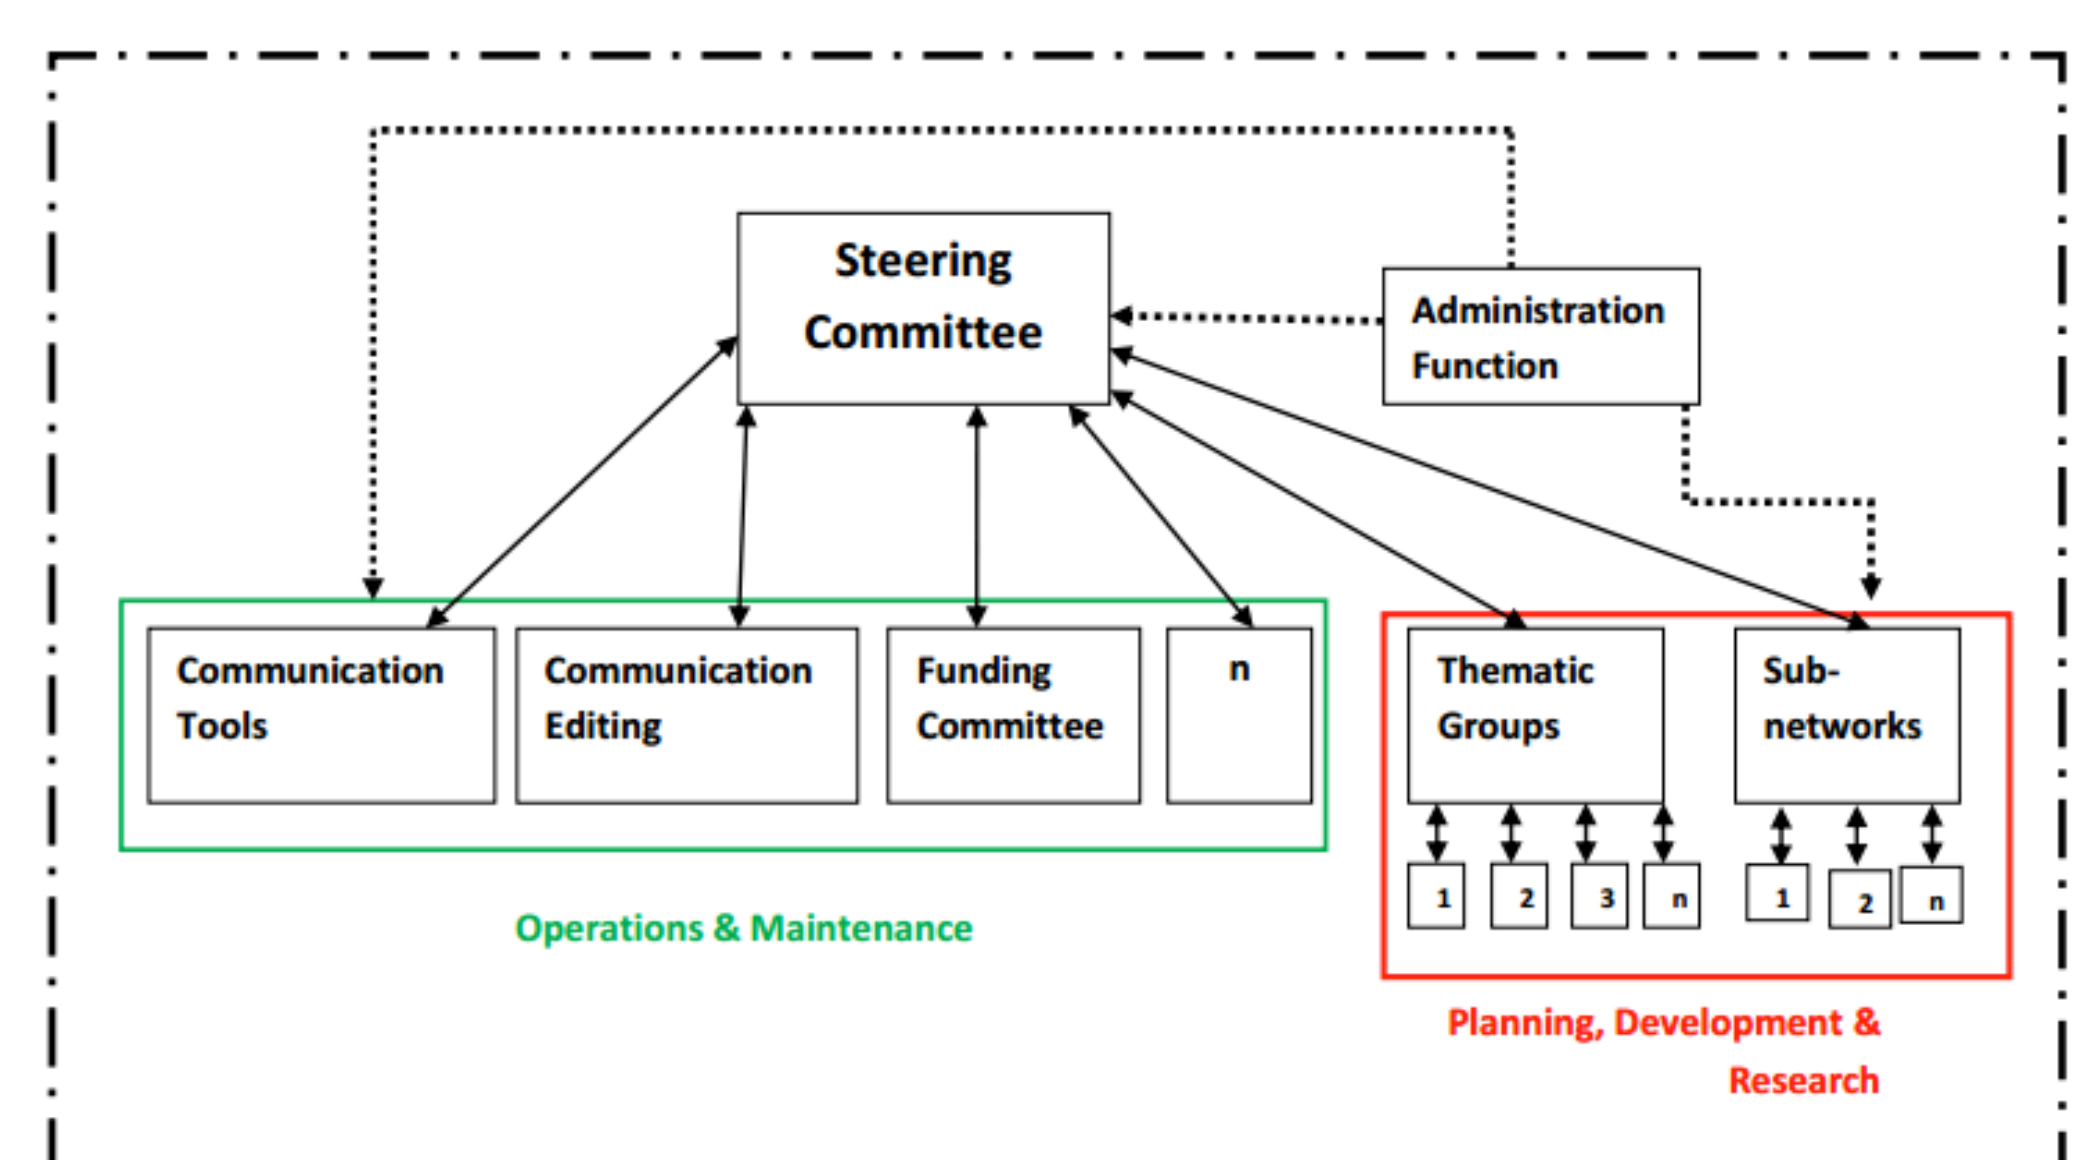 Steering
Committee
Administration
Function
Communication
Tools
Communication
Editing
Funding
Committee
n
Thematic
Groups
Sub-
networks
1
2
3
n
1
2
n
Operations & Maintenance
Planning, Development &
Research